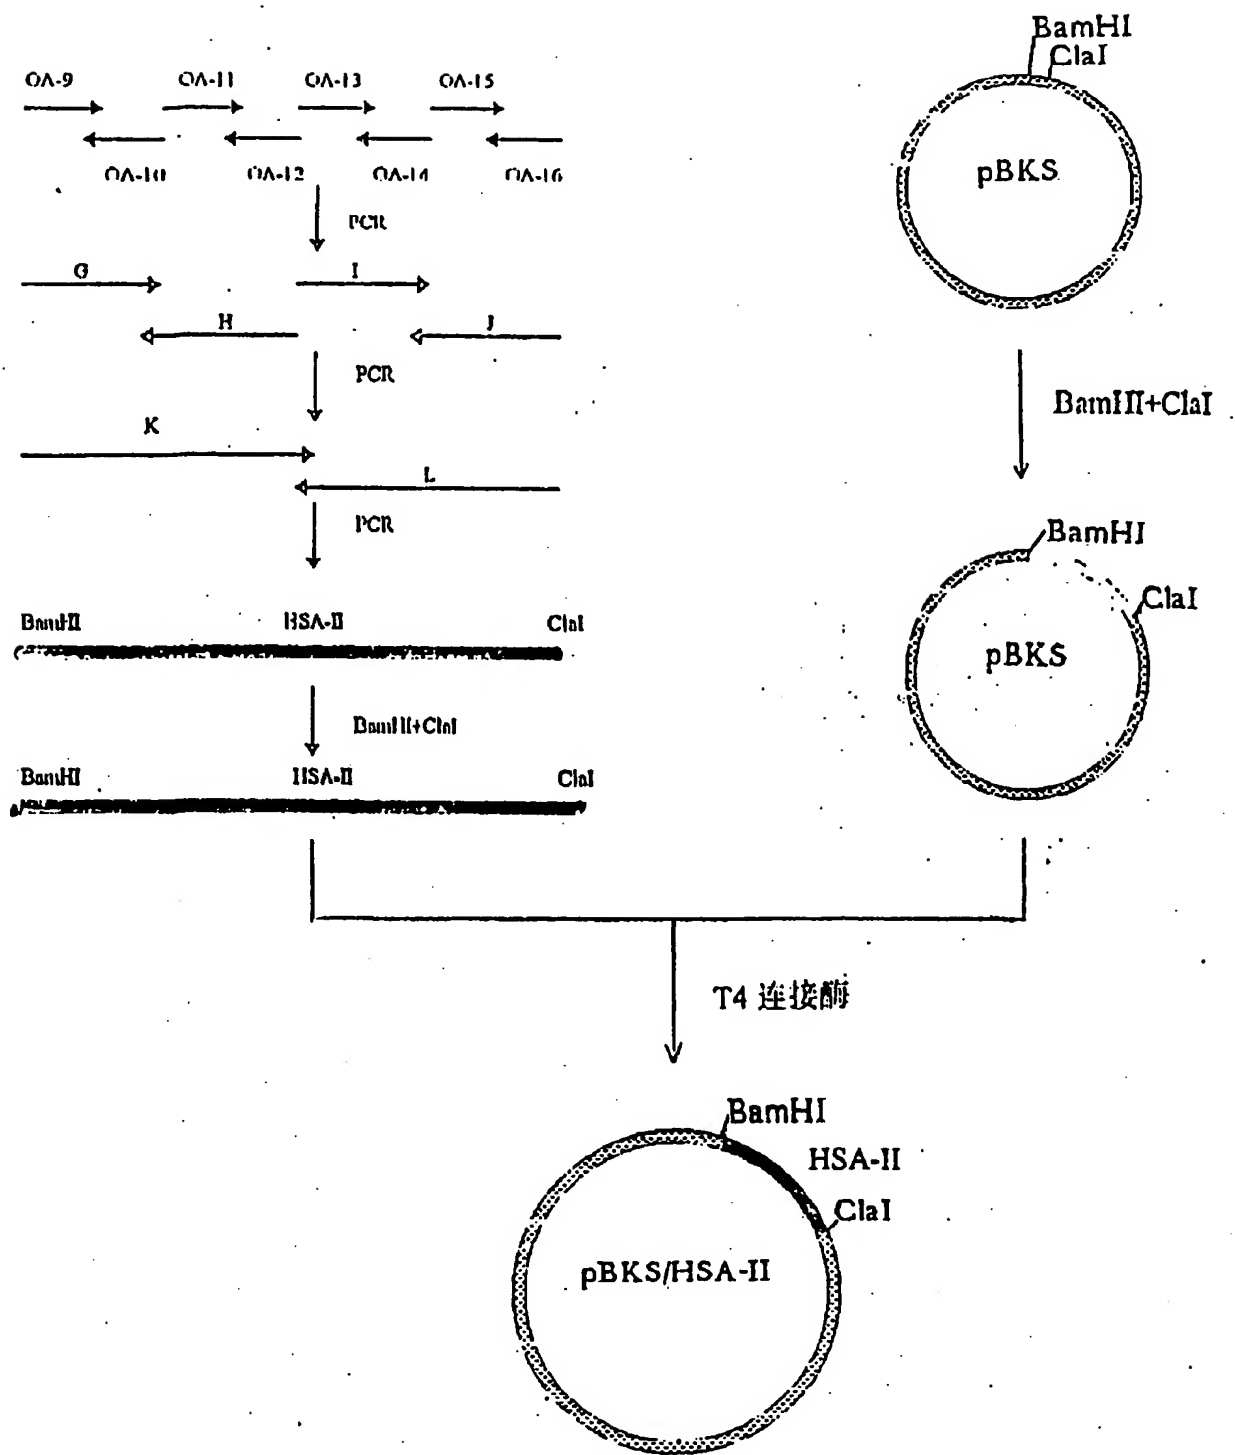 OA-9
OA-11
OA-13
OA-15
OA-10
OA-12
OA-14
OA-16
PCR
G
I
H
J
PCR
K
L
PCR
BamHI
HSA-II
ClaI
BamHI+ClaI
BamHI
HSA-II
ClaI
BamHI
ClaI
pBKS
BamHI+ClaI
BamHI
ClaI
pBKS
T4 连接酶
BamHI
HSA-II
ClaI
pBKS/HSA-II